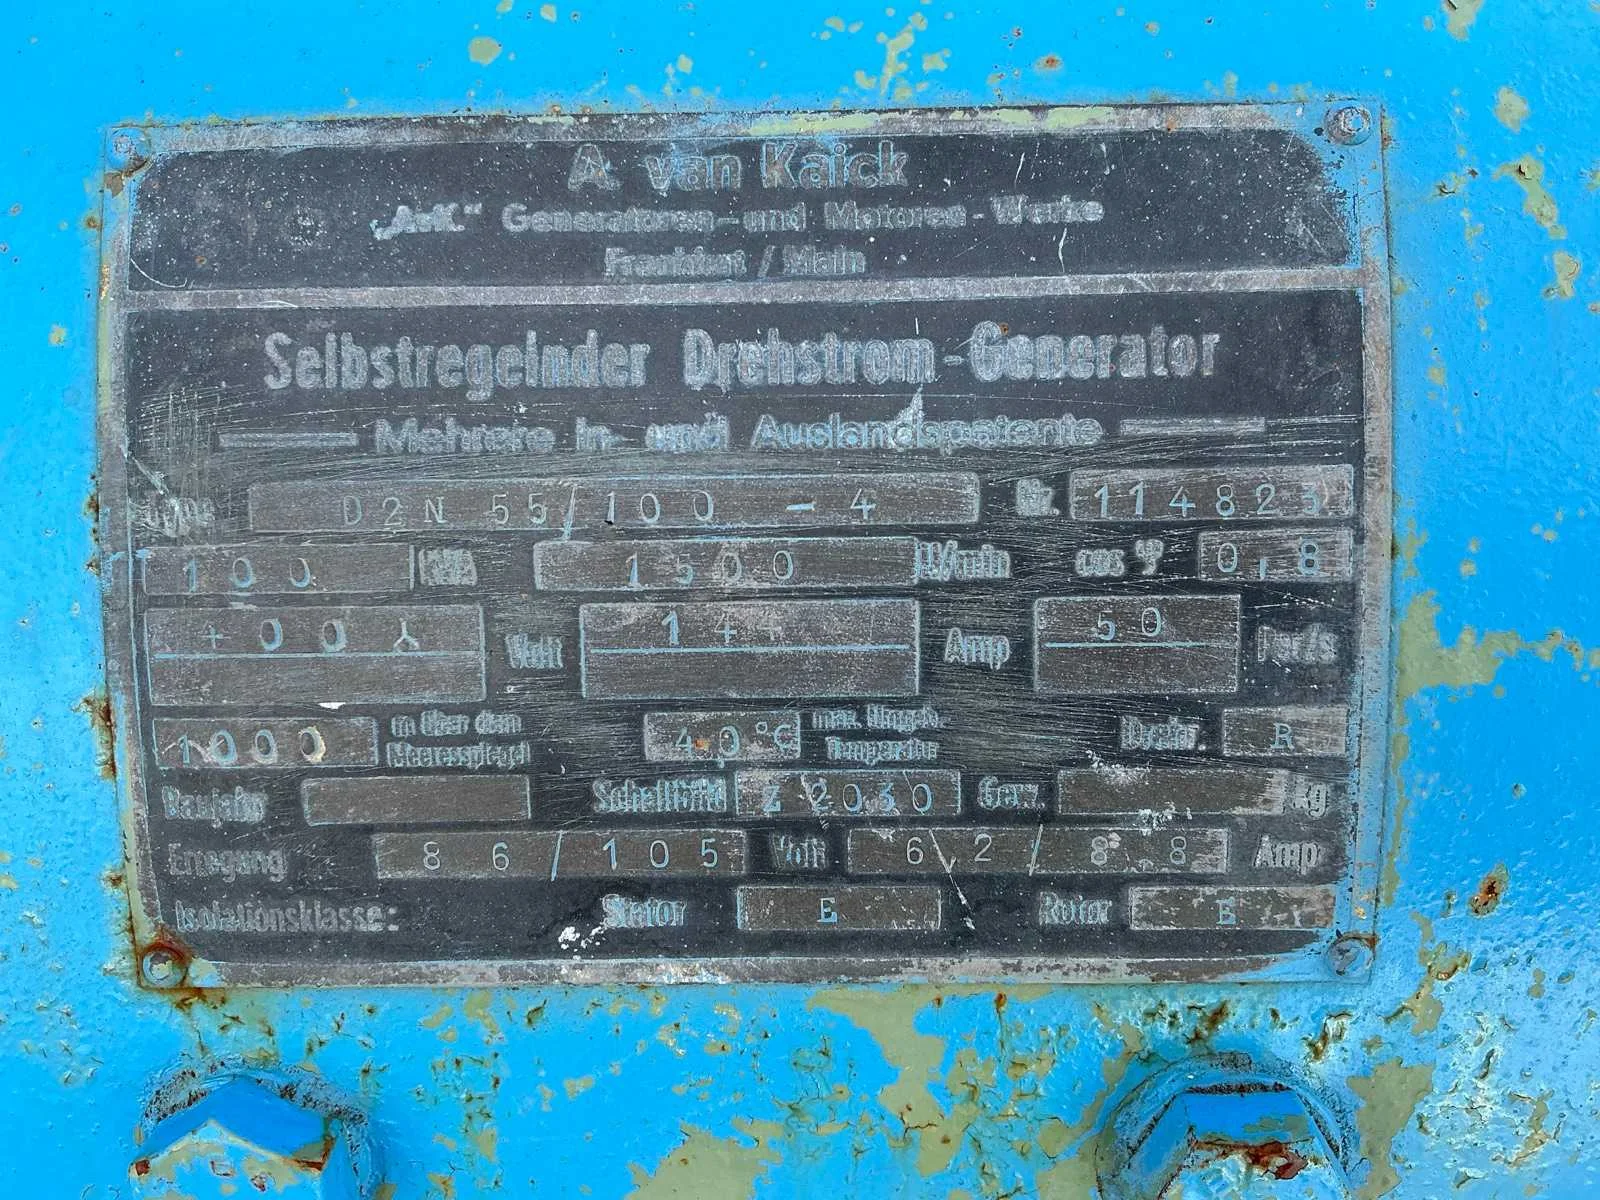 A. van Kaick
„AvK“ Generatoren- und Motoren-Werke
Frankfurt / Main
Selbstregelnder Drehstrom-Generator
Mehrere In- und Auslandspatente
Type D2N 55/100 - 4 Nr. 114823
100 kVA 1500 U/min cos φ 0,8
400 ⅄ Volt 144 Amp 50 Per/s
1000 m über dem Meeresspiegel 40°C max. Umgeb. Temperatur Drehr. R
Baujahr Schaltbild Z 2030 Gew. kg
Erregung 86/105 Volt 6,2/8,8 Amp
Isolationsklasse: Stator E Rotor E